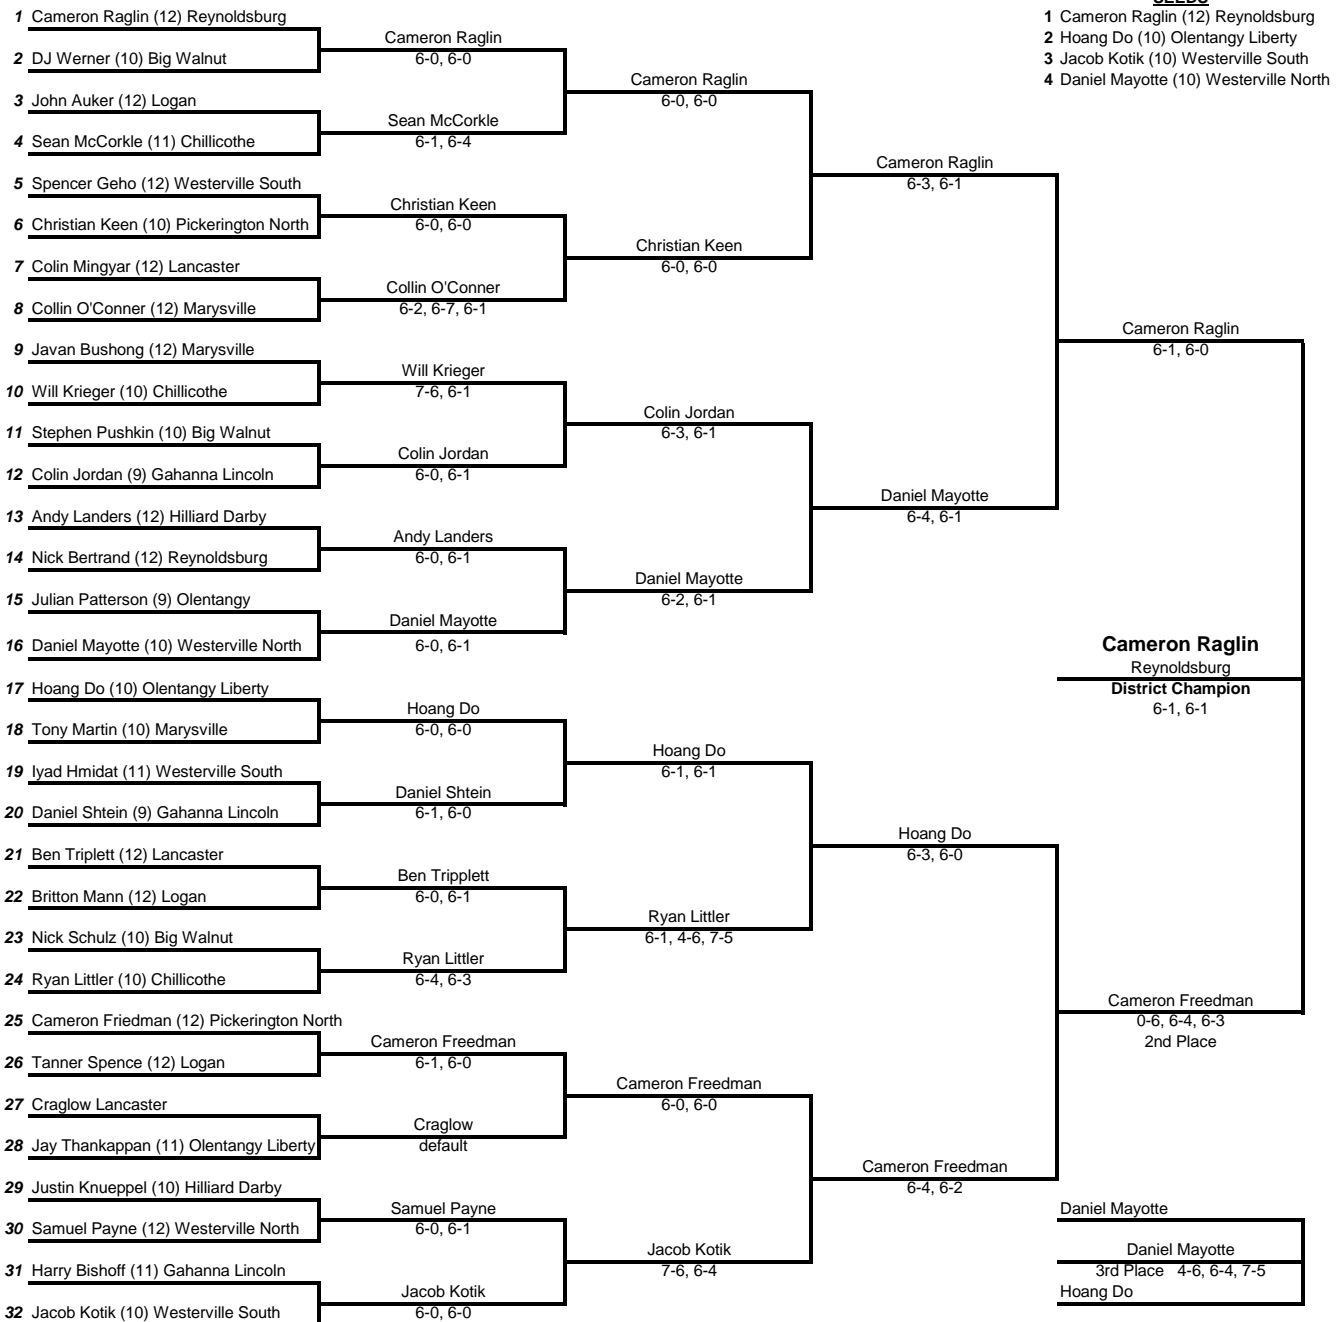 SEEDS
1 Cameron Raglin (12) Reynoldsburg
2 Hoang Do (10) Olentangy Liberty
3 Jacob Kotik (10) Westerville South
4 Daniel Mayotte (10) Westerville North
1 Cameron Raglin (12) Reynoldsburg
2 DJ Werner (10) Big Walnut
3 John Auker (12) Logan
4 Sean McCorkle (11) Chillicothe
5 Spencer Geho (12) Westerville South
6 Christian Keen (10) Pickerington North
7 Colin Mingyar (12) Lancaster
8 Collin O'Conner (12) Marysville
9 Javan Bushong (12) Marysville
10 Will Krieger (10) Chillicothe
11 Stephen Pushkin (10) Big Walnut
12 Colin Jordan (9) Gahanna Lincoln
13 Andy Landers (12) Hilliard Darby
14 Nick Bertrand (12) Reynoldsburg
15 Julian Patterson (9) Olentangy
16 Daniel Mayotte (10) Westerville North
17 Hoang Do (10) Olentangy Liberty
18 Tony Martin (10) Marysville
19 Iyad Hmidat (11) Westerville South
20 Daniel Shtein (9) Gahanna Lincoln
21 Ben Triplett (12) Lancaster
22 Britton Mann (12) Logan
23 Nick Schulz (10) Big Walnut
24 Ryan Littler (10) Chillicothe
25 Cameron Friedman (12) Pickerington North
26 Tanner Spence (12) Logan
27 Craglow Lancaster
28 Jay Thankappan (11) Olentangy Liberty
29 Justin Knueppel (10) Hilliard Darby
30 Samuel Payne (12) Westerville North
31 Harry Bishoff (11) Gahanna Lincoln
32 Jacob Kotik (10) Westerville South
Cameron Raglin
6-0, 6-0
Sean McCorkle
6-1, 6-4
Christian Keen
6-0, 6-0
Collin O'Conner
6-2, 6-7, 6-1
Will Krieger
7-6, 6-1
Colin Jordan
6-0, 6-1
Andy Landers
6-0, 6-1
Daniel Mayotte
6-0, 6-1
Hoang Do
6-0, 6-0
Daniel Shtein
6-1, 6-0
Ben Tripplett
6-0, 6-1
Ryan Littler
6-4, 6-3
Cameron Freedman
6-1, 6-0
Craglow
default
Samuel Payne
6-0, 6-1
Jacob Kotik
6-0, 6-0
Cameron Raglin
6-0, 6-0
Christian Keen
6-0, 6-0
Colin Jordan
6-3, 6-1
Daniel Mayotte
6-2, 6-1
Hoang Do
6-1, 6-1
Ryan Littler
6-1, 4-6, 7-5
Cameron Freedman
6-0, 6-0
Jacob Kotik
7-6, 6-4
Cameron Raglin
6-3, 6-1
Daniel Mayotte
6-4, 6-1
Hoang Do
6-3, 6-0
Cameron Freedman
6-4, 6-2
Cameron Raglin
6-1, 6-0
Cameron Raglin
Reynoldsburg
District Champion
6-1, 6-1
Cameron Freedman
0-6, 6-4, 6-3
2nd Place
Daniel Mayotte
Daniel Mayotte
3rd Place 4-6, 6-4, 7-5
Hoang Do